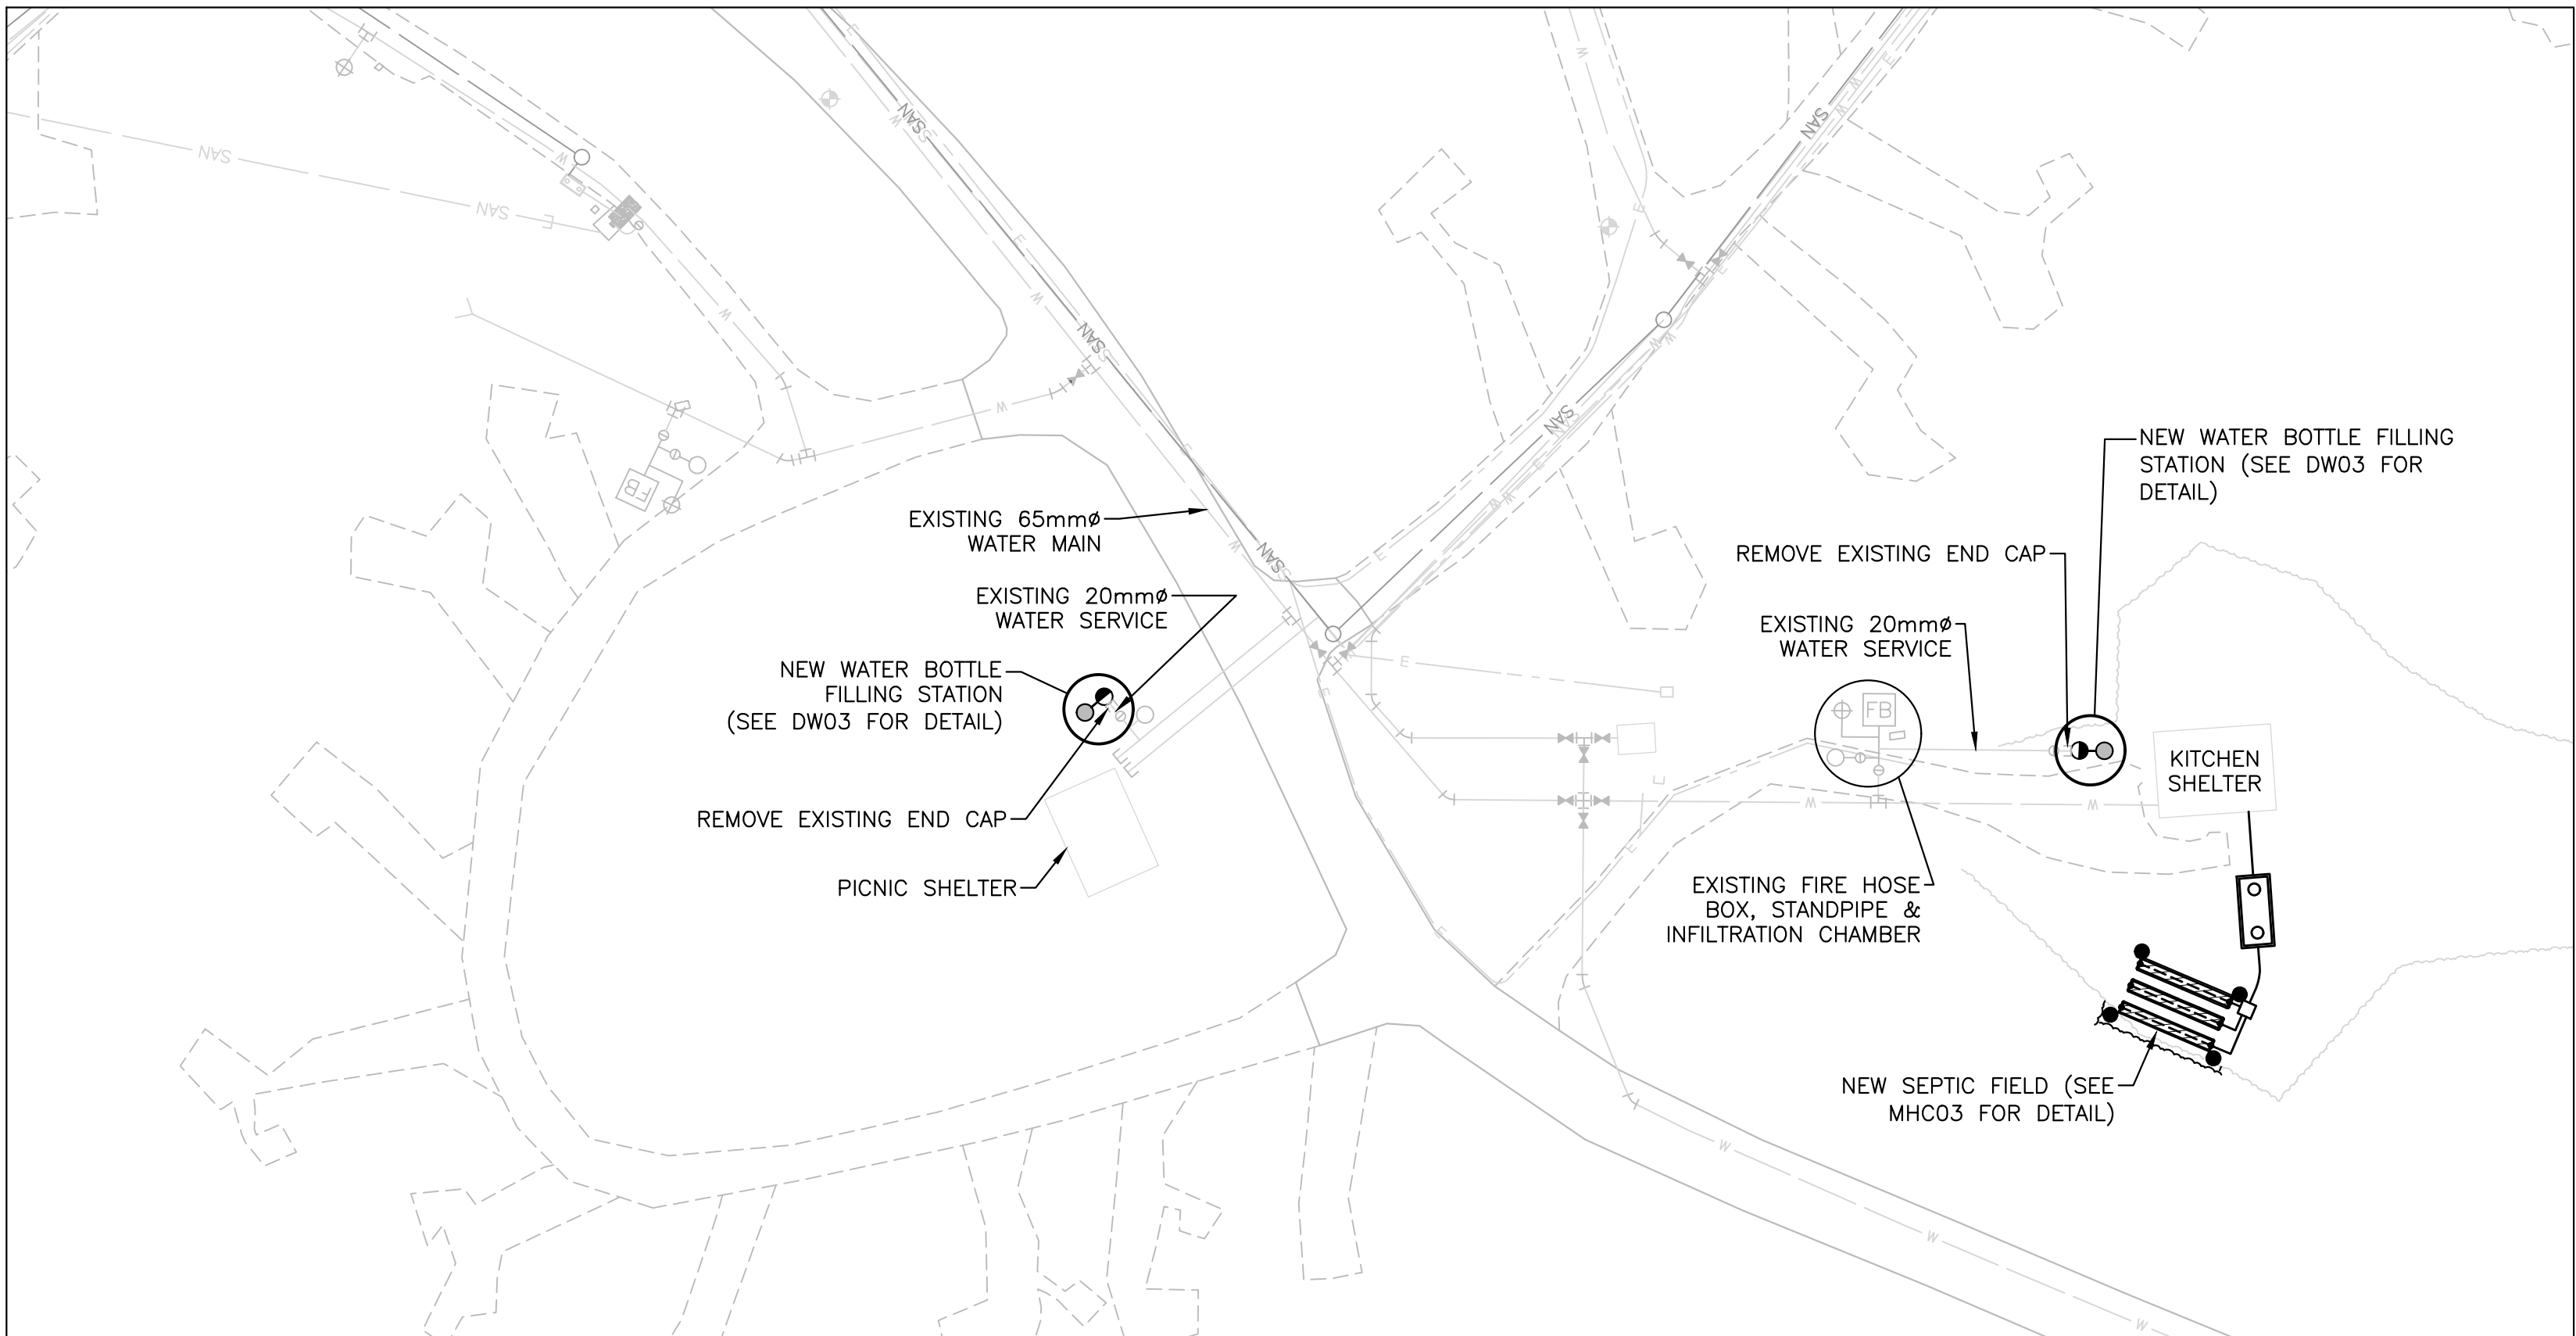 NEW WATER BOTTLE FILLING
STATION (SEE DW03 FOR
DETAIL)
EXISTING 65mmø
WATER MAIN
REMOVE EXISTING END CAP
EXISTING 20mmø
WATER SERVICE
EXISTING 20mmø
WATER SERVICE
NEW WATER BOTTLE
FILLING STATION
(SEE DW03 FOR DETAIL)
KITCHEN
SHELTER
REMOVE EXISTING END CAP
PICNIC SHELTER
EXISTING FIRE HOSE
BOX, STANDPIPE &
INFILTRATION CHAMBER
NEW SEPTIC FIELD (SEE
MHC03 FOR DETAIL)
FB
FB
SAN
SAN
SAN
SAN
SAN
SAN
SAN
W
W
W
W
W
W
W
W
W
W
W
E
E
E